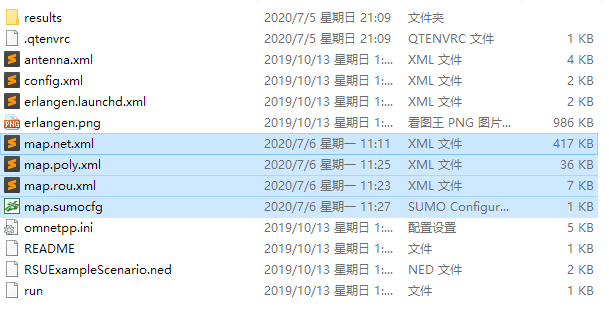 results 2020/7/5 星期日 21:09 文件夹
.qtenvrc 2020/7/5 星期日 21:09 QTENVRC 文件 1 KB
antenna.xml 2019/10/13 星期日 1:... XML 文件 4 KB
config.xml 2019/10/13 星期日 1:... XML 文件 2 KB
erlangen.launchd.xml 2019/10/13 星期日 1:... XML 文件 2 KB
PNG erlangen.png 2019/10/13 星期日 1:... 看图王 PNG 图片... 986 KB
map.net.xml 2020/7/6 星期一 11:11 XML 文件 417 KB
map.poly.xml 2020/7/6 星期一 11:25 XML 文件 36 KB
map.rou.xml 2020/7/6 星期一 11:23 XML 文件 7 KB
map.sumocfg 2020/7/6 星期一 11:27 SUMO Configur... 1 KB
omnetpp.ini 2019/10/13 星期日 1:... 配置设置 5 KB
README 2019/10/13 星期日 1:... 文件 1 KB
RSUExampleScenario.ned 2019/10/13 星期日 1:... NED 文件 2 KB
run 2019/10/13 星期日 1:... 文件 1 KB